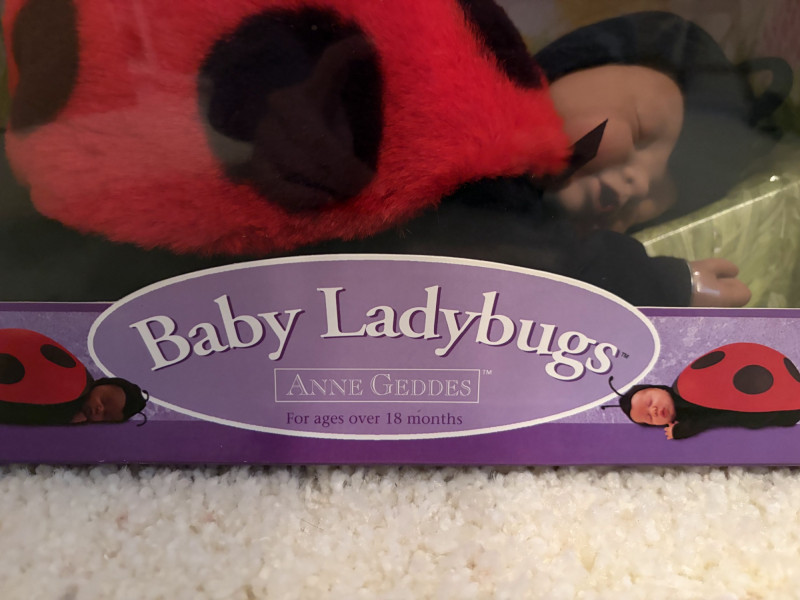 Baby Ladybugs™
ANNE GEDDES™
For ages over 18 months